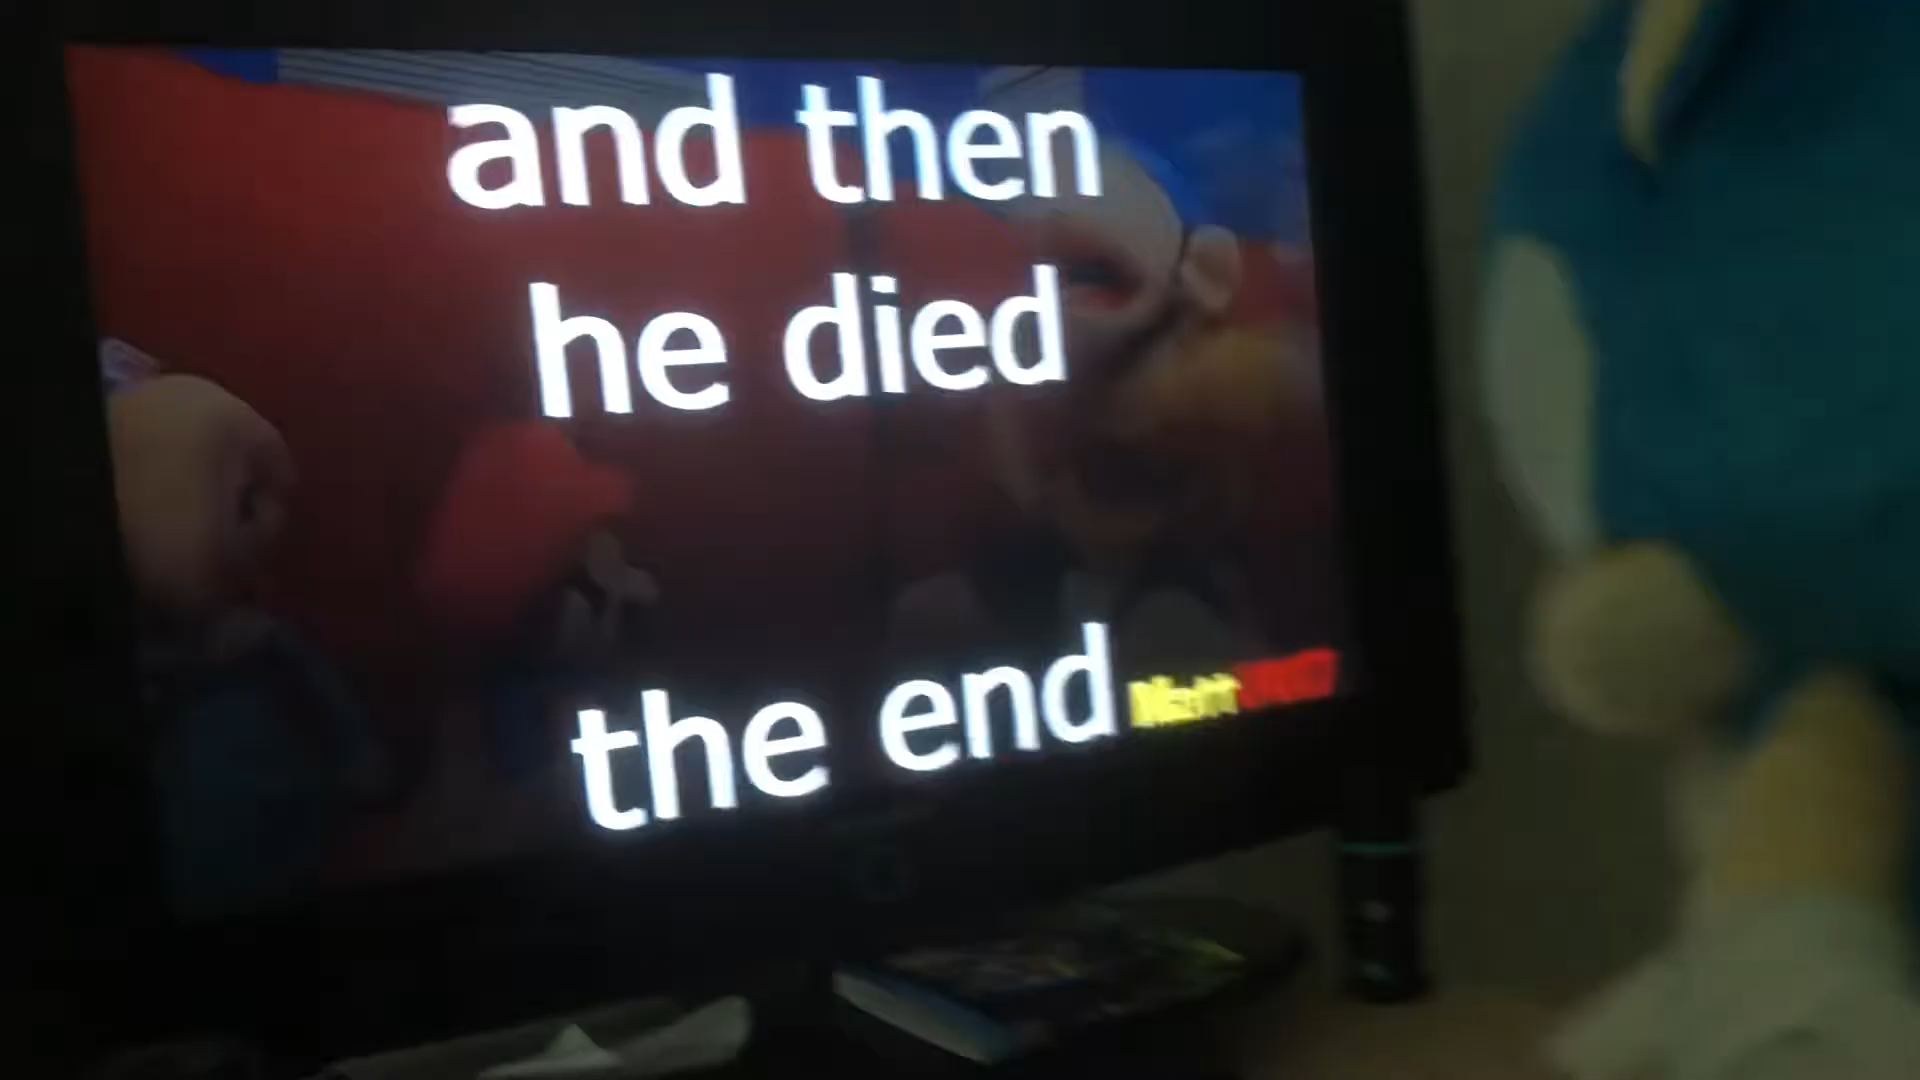 and then
he died
the end